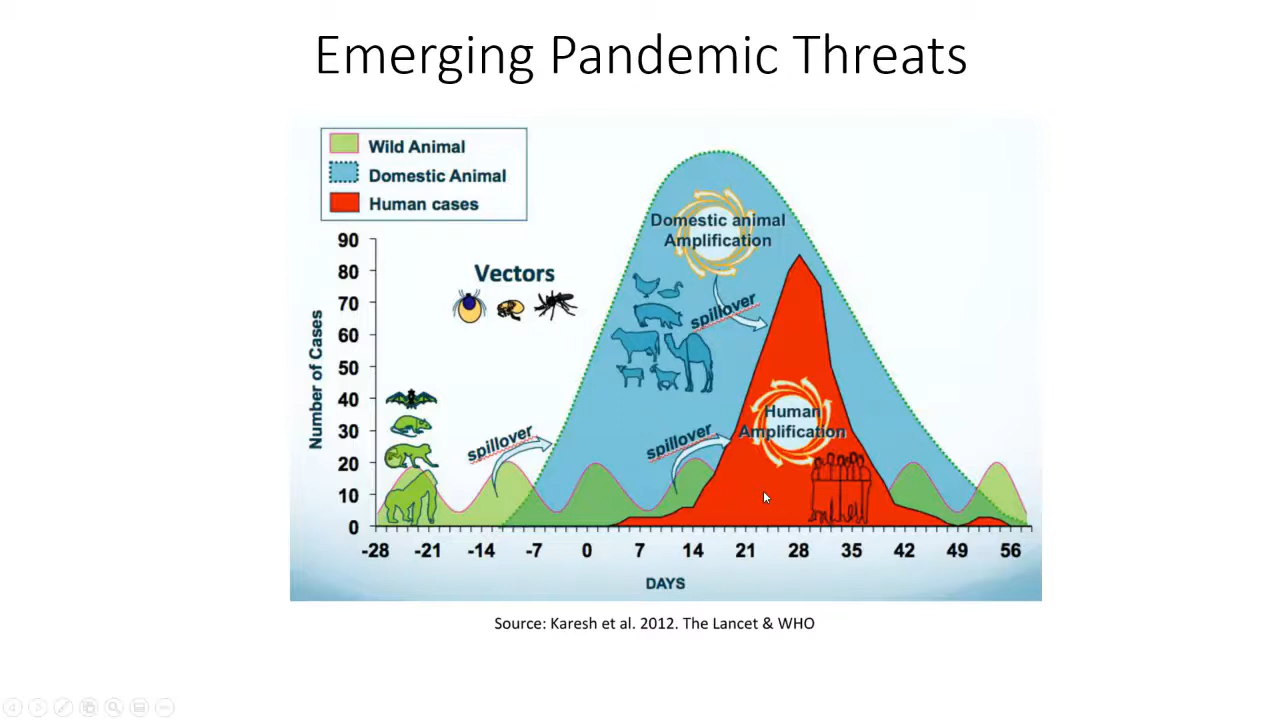 Emerging Pandemic Threats
Wild Animal
Domestic Animal
Human cases
Number of Cases
90
80
70
60
50
40
30
20
10
0
Vectors
Domestic animal
Amplification
spillover
spillover
spillover
Human
Amplification
-28 -21 -14 -7 0 7 14 21 28 35 42 49 56
DAYS
Source: Karesh et al. 2012. The Lancet & WHO